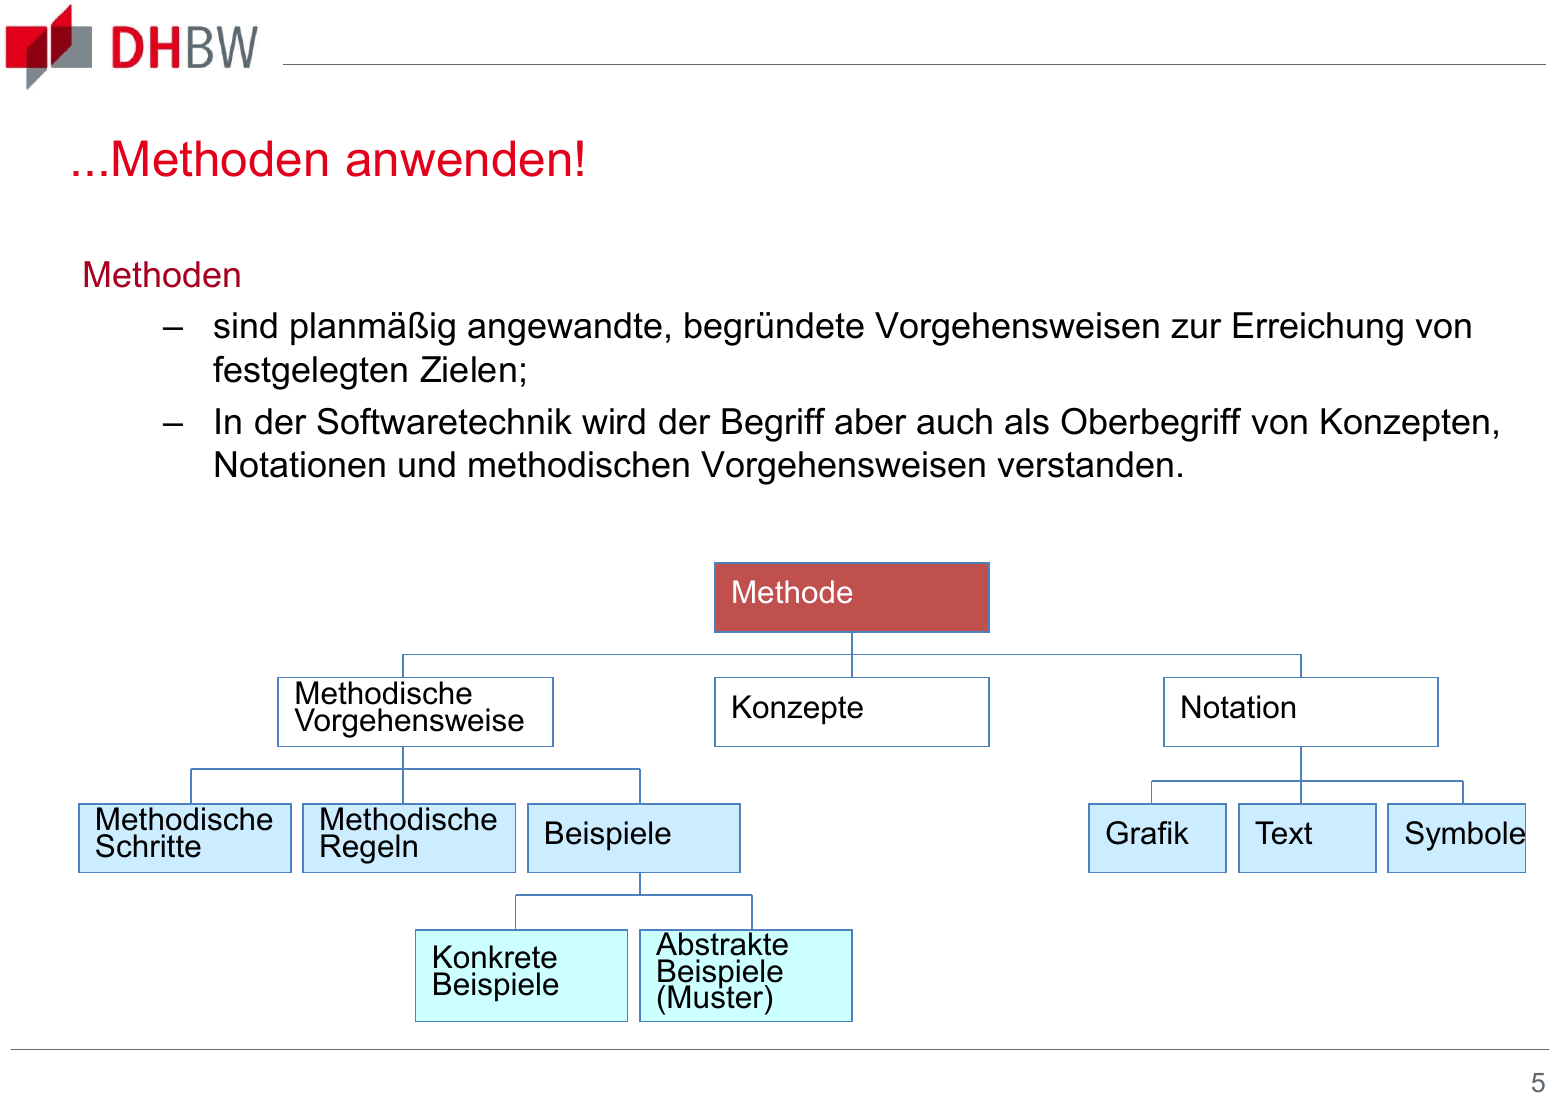 DHBW
...Methoden anwenden!
Methoden
– sind planmäßig angewandte, begründete Vorgehensweisen zur Erreichung von
festgelegten Zielen;
– In der Softwaretechnik wird der Begriff aber auch als Oberbegriff von Konzepten,
Notationen und methodischen Vorgehensweisen verstanden.
Methode
Methodische
Vorgehensweise
Konzepte
Notation
Methodische
Schritte
Methodische
Regeln
Beispiele
Grafik
Text
Symbole
Konkrete
Beispiele
Abstrakte
Beispiele
(Muster)
5